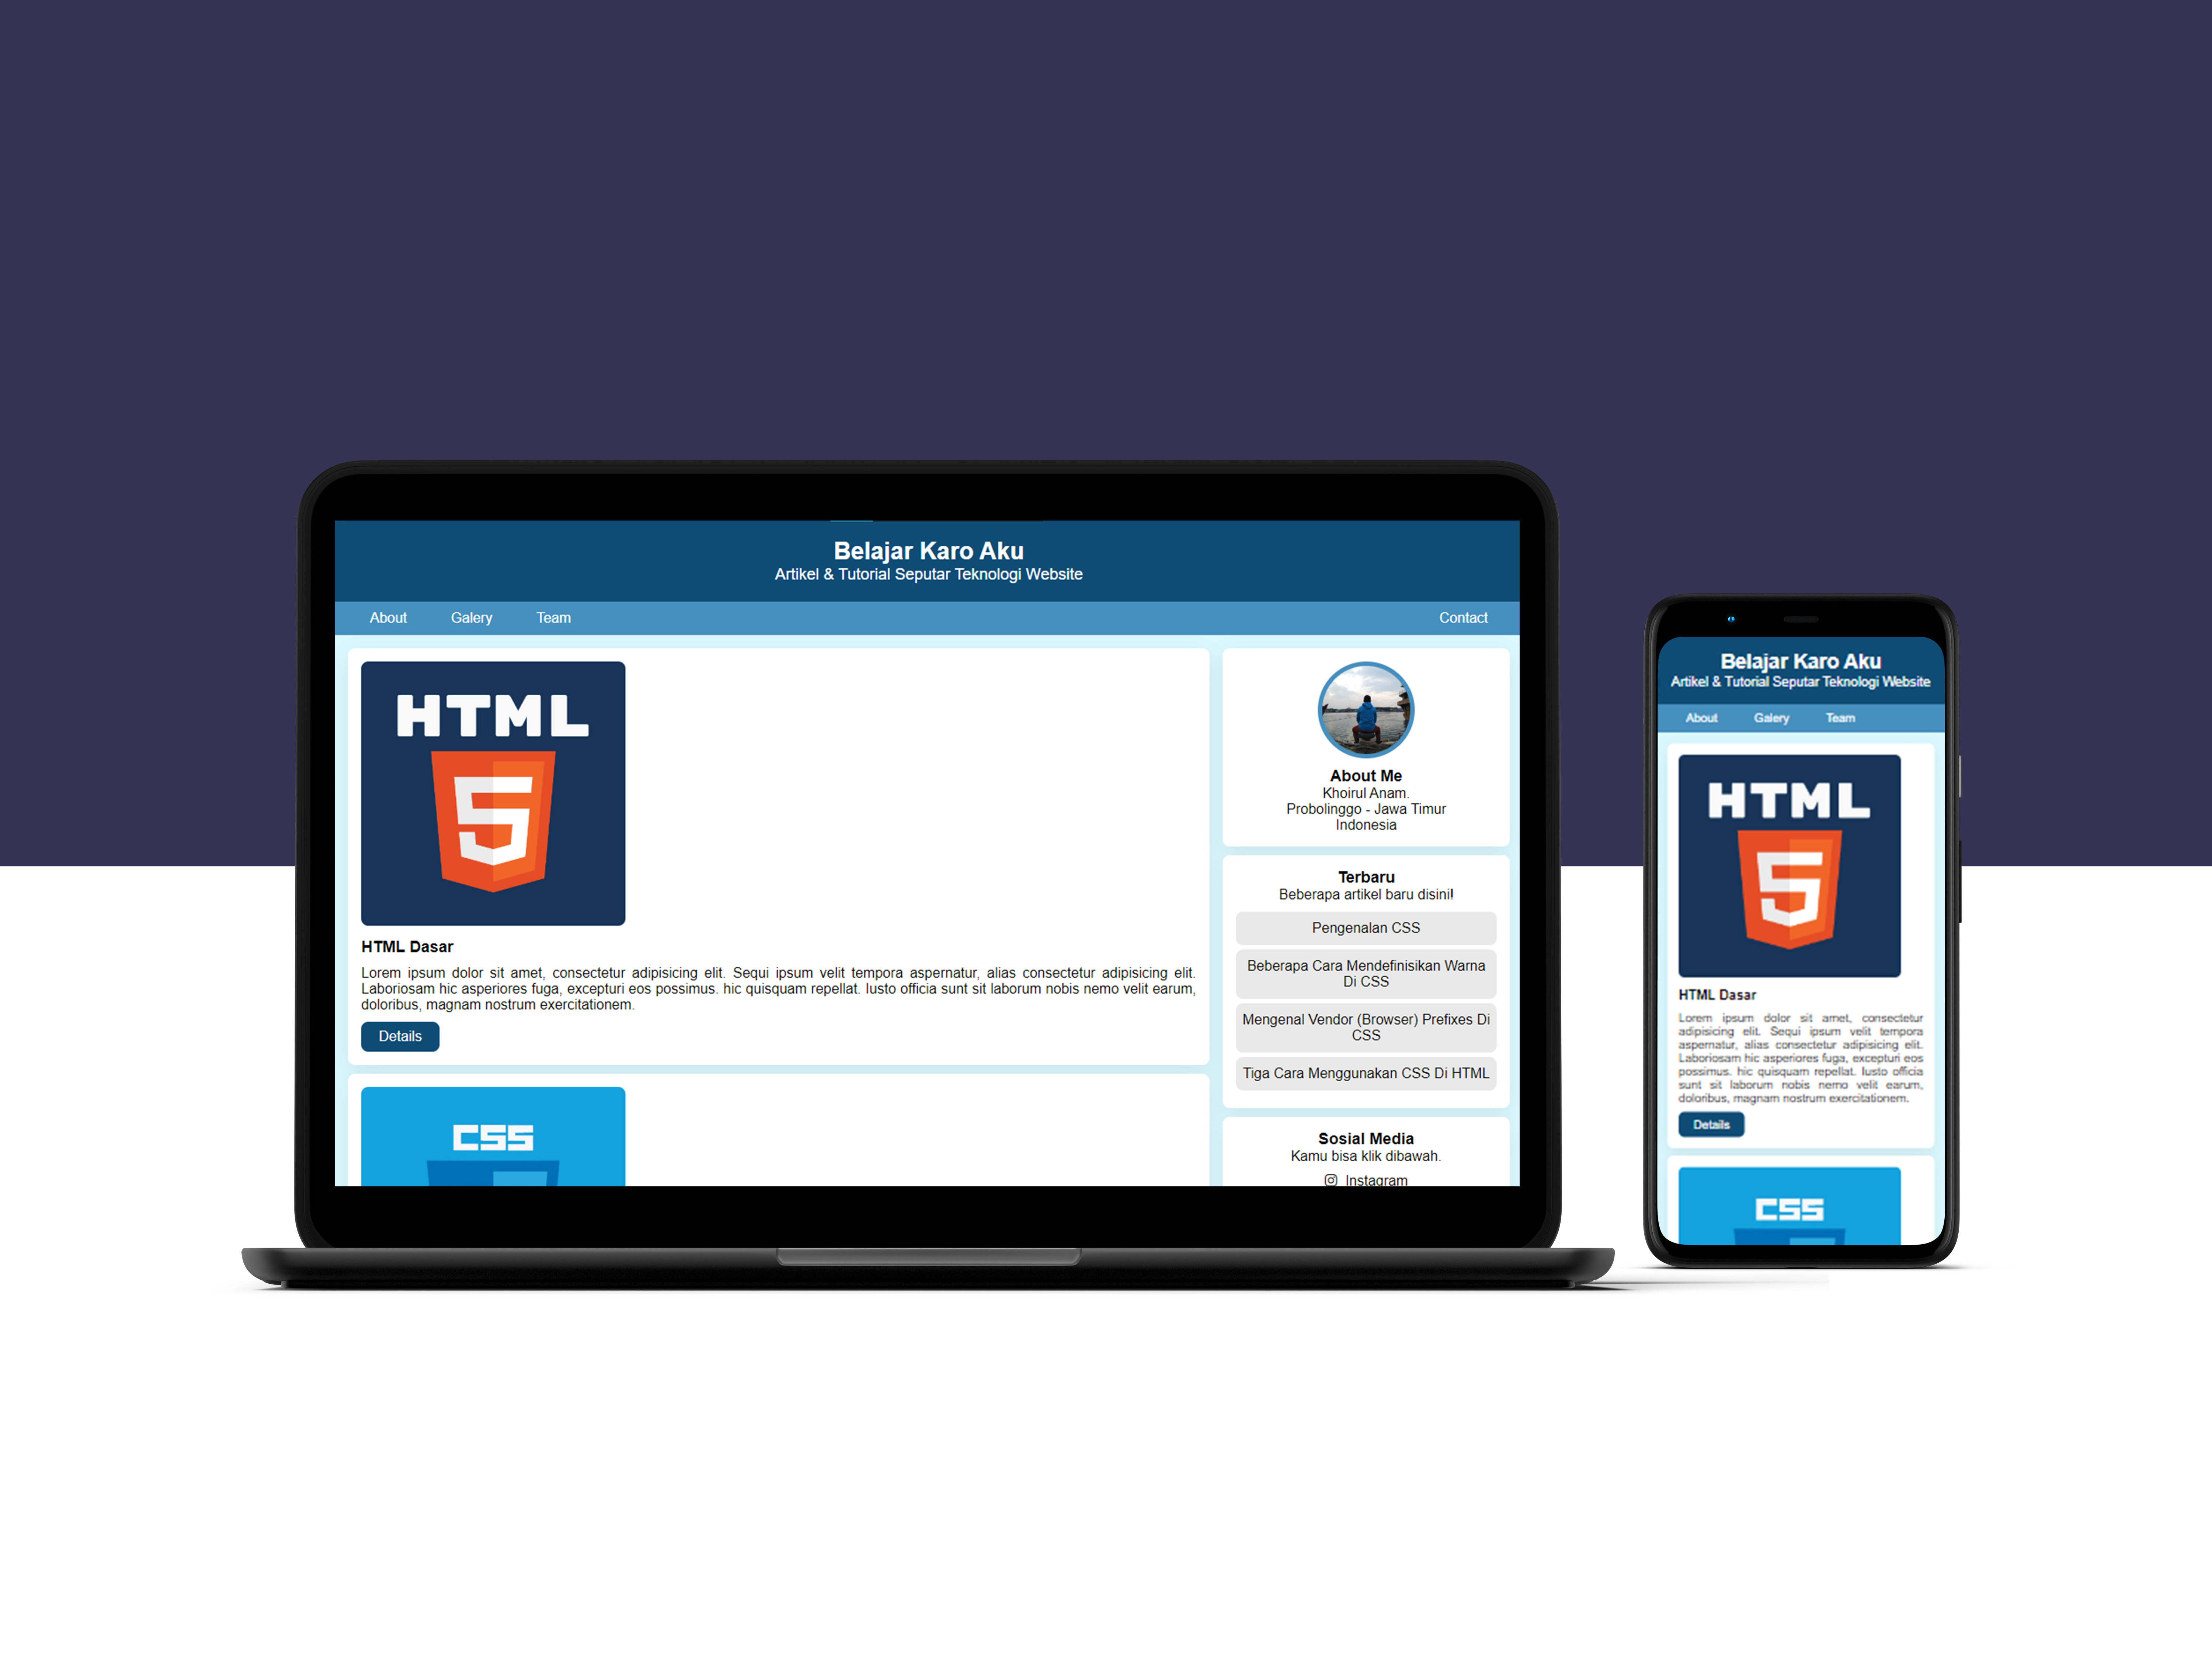 Belajar Karo Aku
Artikel & Tutorial Seputar Teknologi Website
About Galery Team Contact
HTML
5
HTML Dasar
Lorem ipsum dolor sit amet, consectetur adipisicing elit. Sequi ipsum velit tempora aspernatur, alias consectetur adipisicing elit.
Laboriosam hic asperiores fuga, excepturi eos possimus. hic quisquam repellat. Iusto officia sunt sit laborum nobis nemo velit earum,
doloribus, magnam nostrum exercitationem.
Details
CSS
About Me
Khoirul Anam.
Probolinggo - Jawa Timur
Indonesia
Terbaru
Beberapa artikel baru disini!
Pengenalan CSS
Beberapa Cara Mendefinisikan Warna
Di CSS
Mengenal Vendor (Browser) Prefixes Di
CSS
Tiga Cara Menggunakan CSS Di HTML
Sosial Media
Kamu bisa klik dibawah.
Instagram
Belajar Karo Aku
Artikel & Tutorial Seputar Teknologi Website
About Galery Team
HTML
5
HTML Dasar
Lorem ipsum dolor sit amet, consectetur
adipisicing elit. Sequi ipsum velit tempora
aspernatur, alias consectetur adipisicing elit.
Laboriosam hic asperiores fuga, excepturi eos
possimus. hic quisquam repellat. Iusto officia
sunt sit laborum nobis nemo velit earum,
doloribus, magnam nostrum exercitationem.
Details
CSS